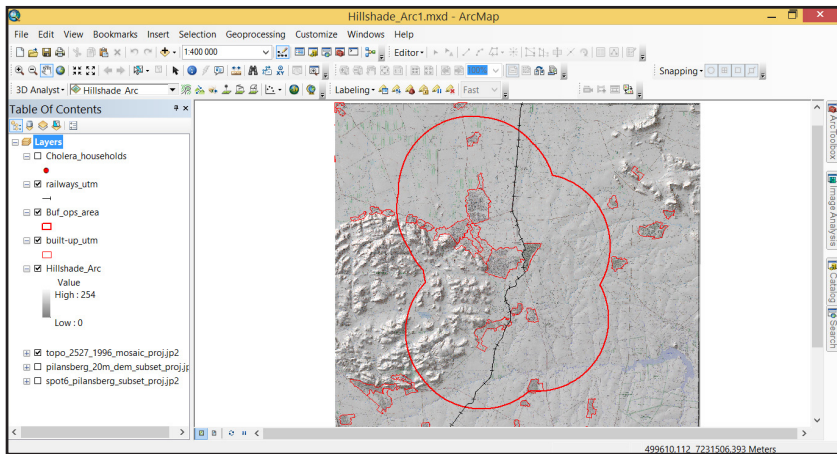 Hillshade_Arc1.mxd - ArcMap
File Edit View Bookmarks Insert Selection Geoprocessing Customize Windows Help
1:400 000
Editor
100%
Snapping
3D Analyst Hillshade Arc
Labeling Fast
Table Of Contents
Layers
Cholera_households
railways_utm
Buf_ops_area
built-up_utm
Hillshade_Arc
Value
High : 254
Low : 0
topo_2527_1996_mosaic_proj.jp2
pilansberg_20m_dem_subset_proj.jp
spot6_pilansberg_subset_proj.jp2
ArcToolbox
Image Analysis
Catalog
Search
499610,112 7231506,393 Meters